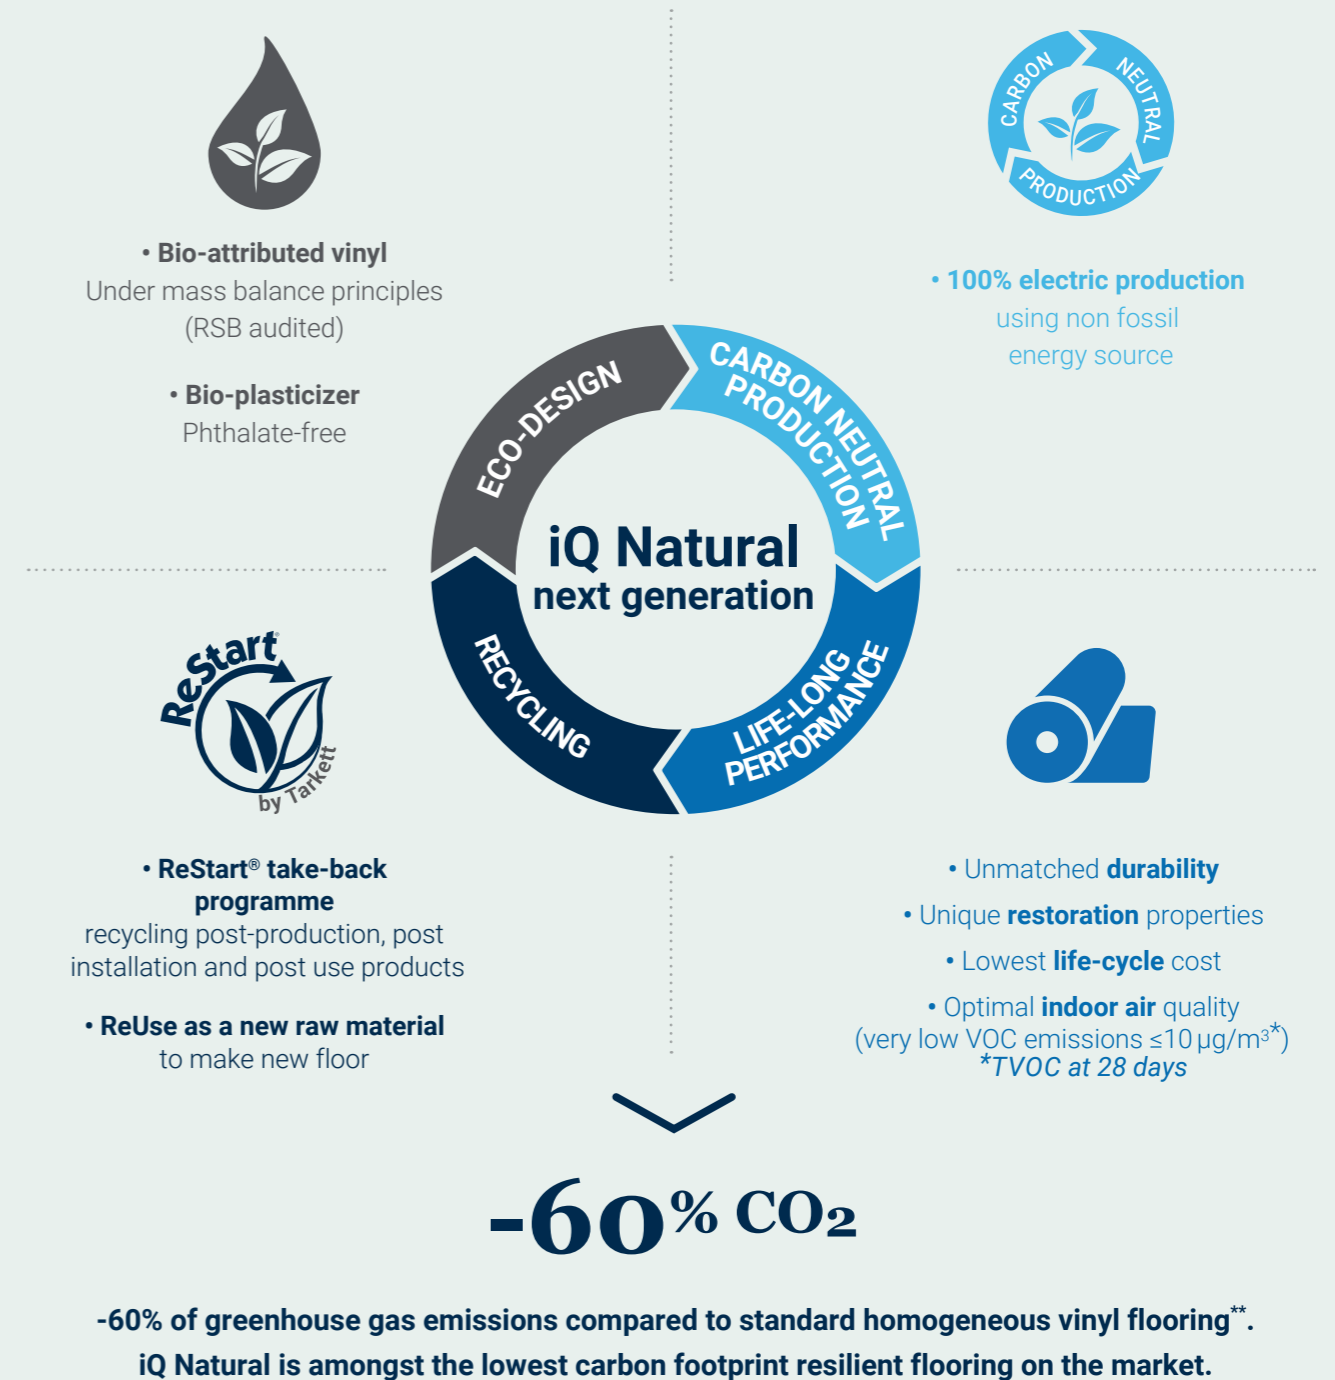 CARBON
NEUTRAL
PRODUCTION
• Bio-attributed vinyl
Under mass balance principles
(RSB audited)
• Bio-plasticizer
Phthalate-free
• 100% electric production
using non fossil
energy source
ECO-DESIGN
CARBON NEUTRAL
PRODUCTION
iQ Natural
next generation
RECYCLING
LIFE-LONG
PERFORMANCE
ReStart®
by Tarkett
• ReStart® take-back
programme
recycling post-production, post
installation and post use products
• ReUse as a new raw material
to make new floor
• Unmatched durability
• Unique restoration properties
• Lowest life-cycle cost
• Optimal indoor air quality
(very low VOC emissions ≤10 µg/m³*)
*TVOC at 28 days
-60% CO₂
-60% of greenhouse gas emissions compared to standard homogeneous vinyl flooring**.
iQ Natural is amongst the lowest carbon footprint resilient flooring on the market.